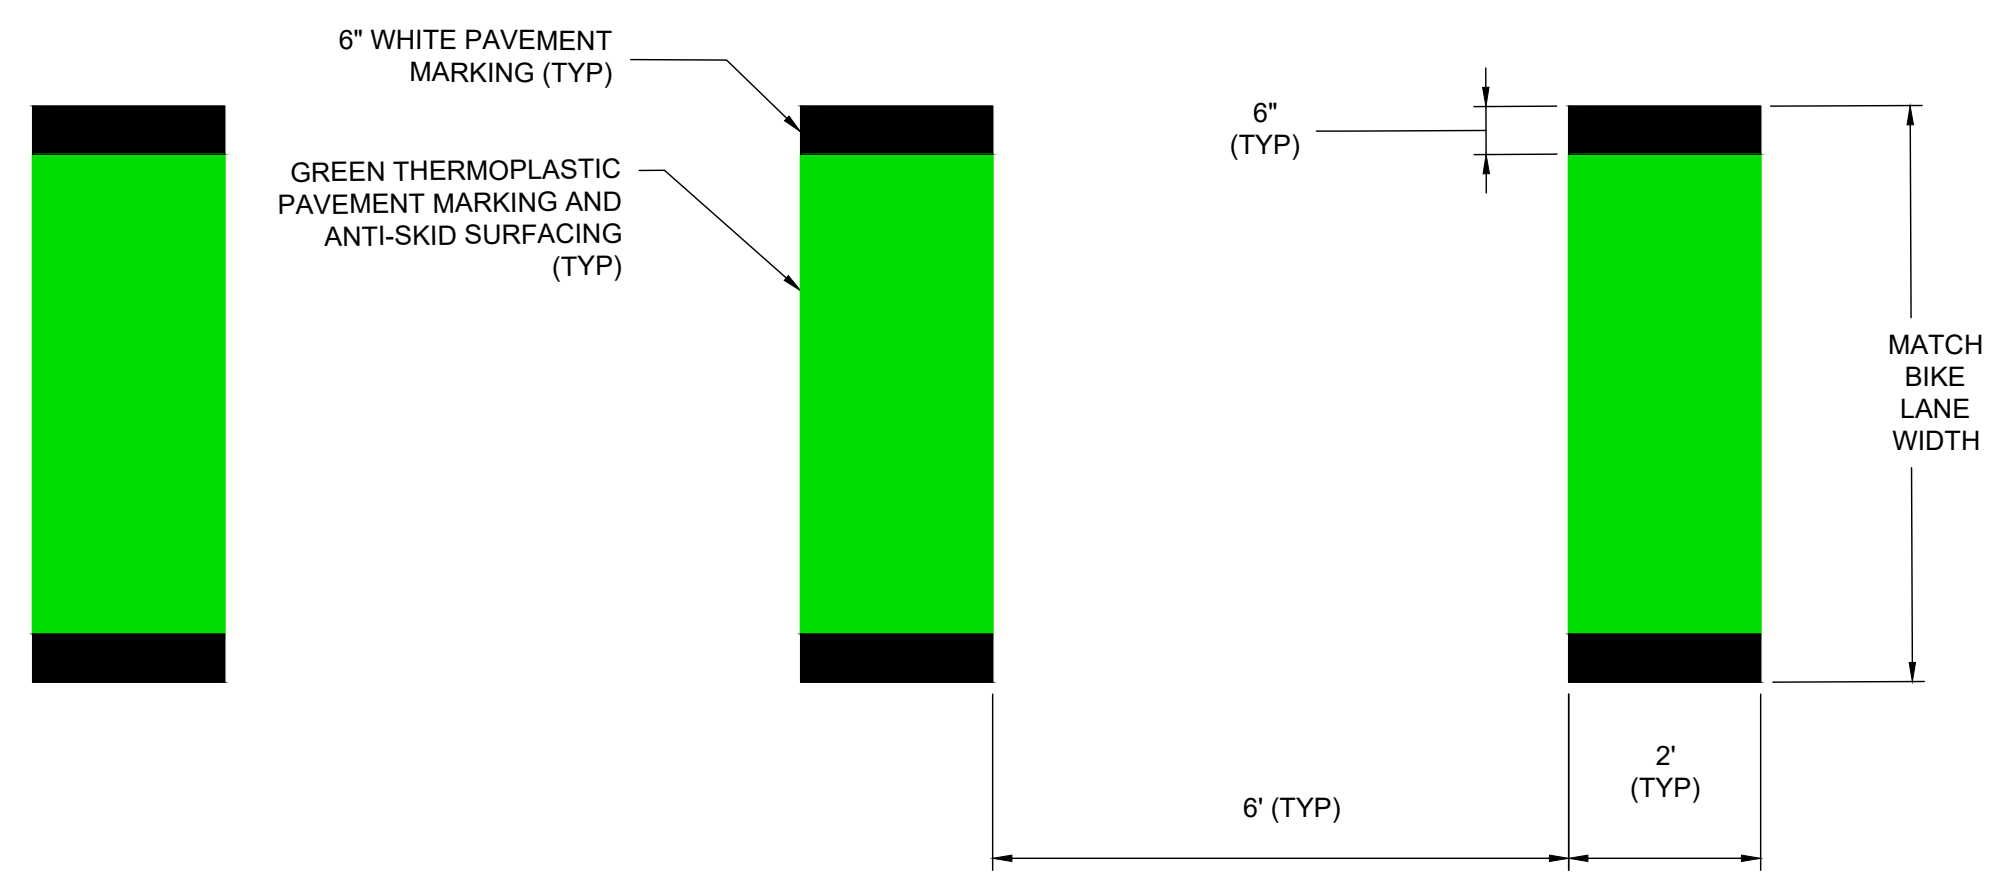 6" WHITE PAVEMENT
MARKING (TYP)
GREEN THERMOPLASTIC
PAVEMENT MARKING AND
ANTI-SKID SURFACING
(TYP)
6"
(TYP)
MATCH
BIKE
LANE
WIDTH
2'
(TYP)
6' (TYP)